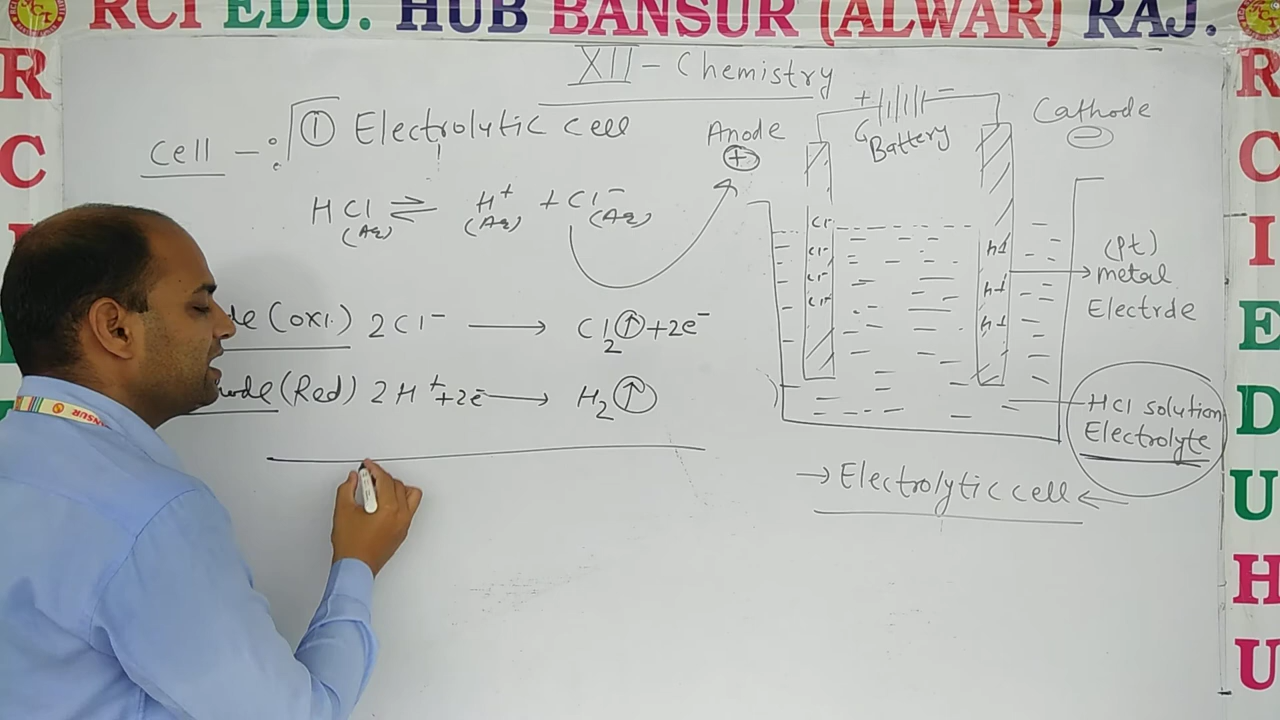 RCI EDU. HUB BANSUR (ALWAR) RAJ.
XII - Chemistry
Cell - : ① Electrolytic cell
HCl ⇌ H+ + Cl-
(Aq) (Aq) (Aq)
de (oxi.) 2Cl- → Cl2↑ + 2e-
hode (Red) 2H+ + 2e- → H2↑
Anode
+
+ -
Battery
Cathode
-
Cl-
Cl-
Cl-
Cl-
H+
H+
H+
(Pt)
metal
Electrde
HCl solution
Electrolyte
→ Electrolytic cell ←
R
C
I
R
C
I
E
D
U
H
U
NSUR